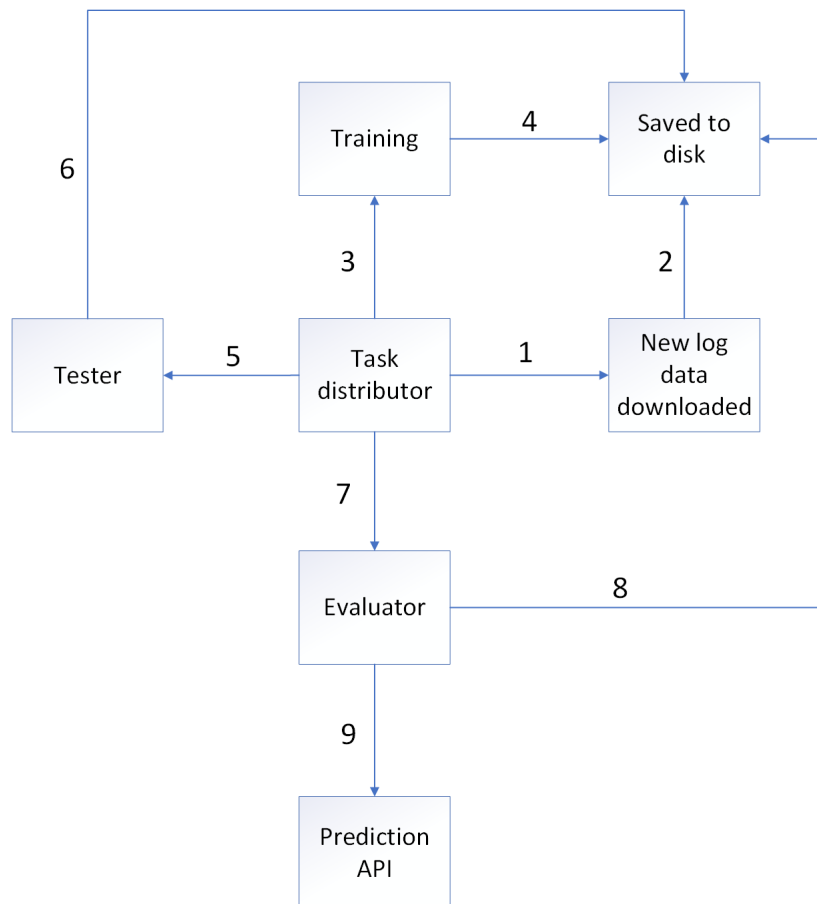 Training
4
Saved to
disk
6
3
2
Tester
5
Task
distributor
1
New log
data
downloaded
7
Evaluator
8
9
Prediction
API